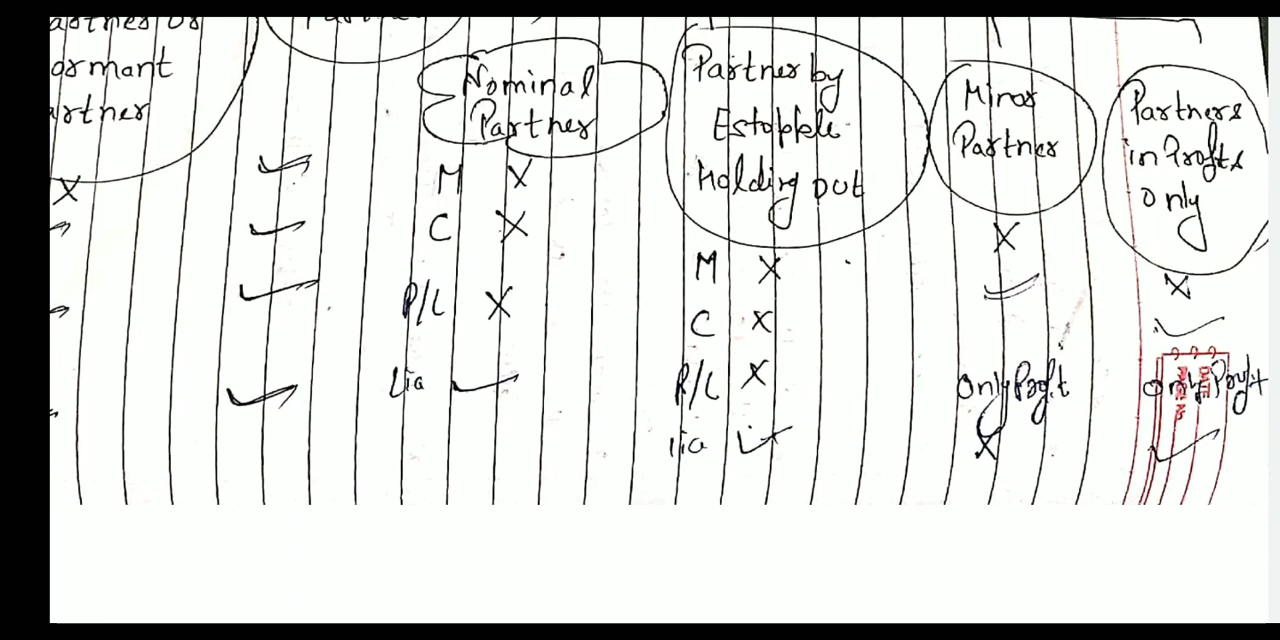 ormant
artner
X
✓
✓
✓
✓
Nominal
Partner
M X
C X
P/L X
Lia ✓
Partner by
Estopple
Holding Out
M X
C X
P/L X
lia ✓
Minor
Partner
X
✓
Only Profit
X
Partners
in Profts
Only
X
✓
Only Profit
✓